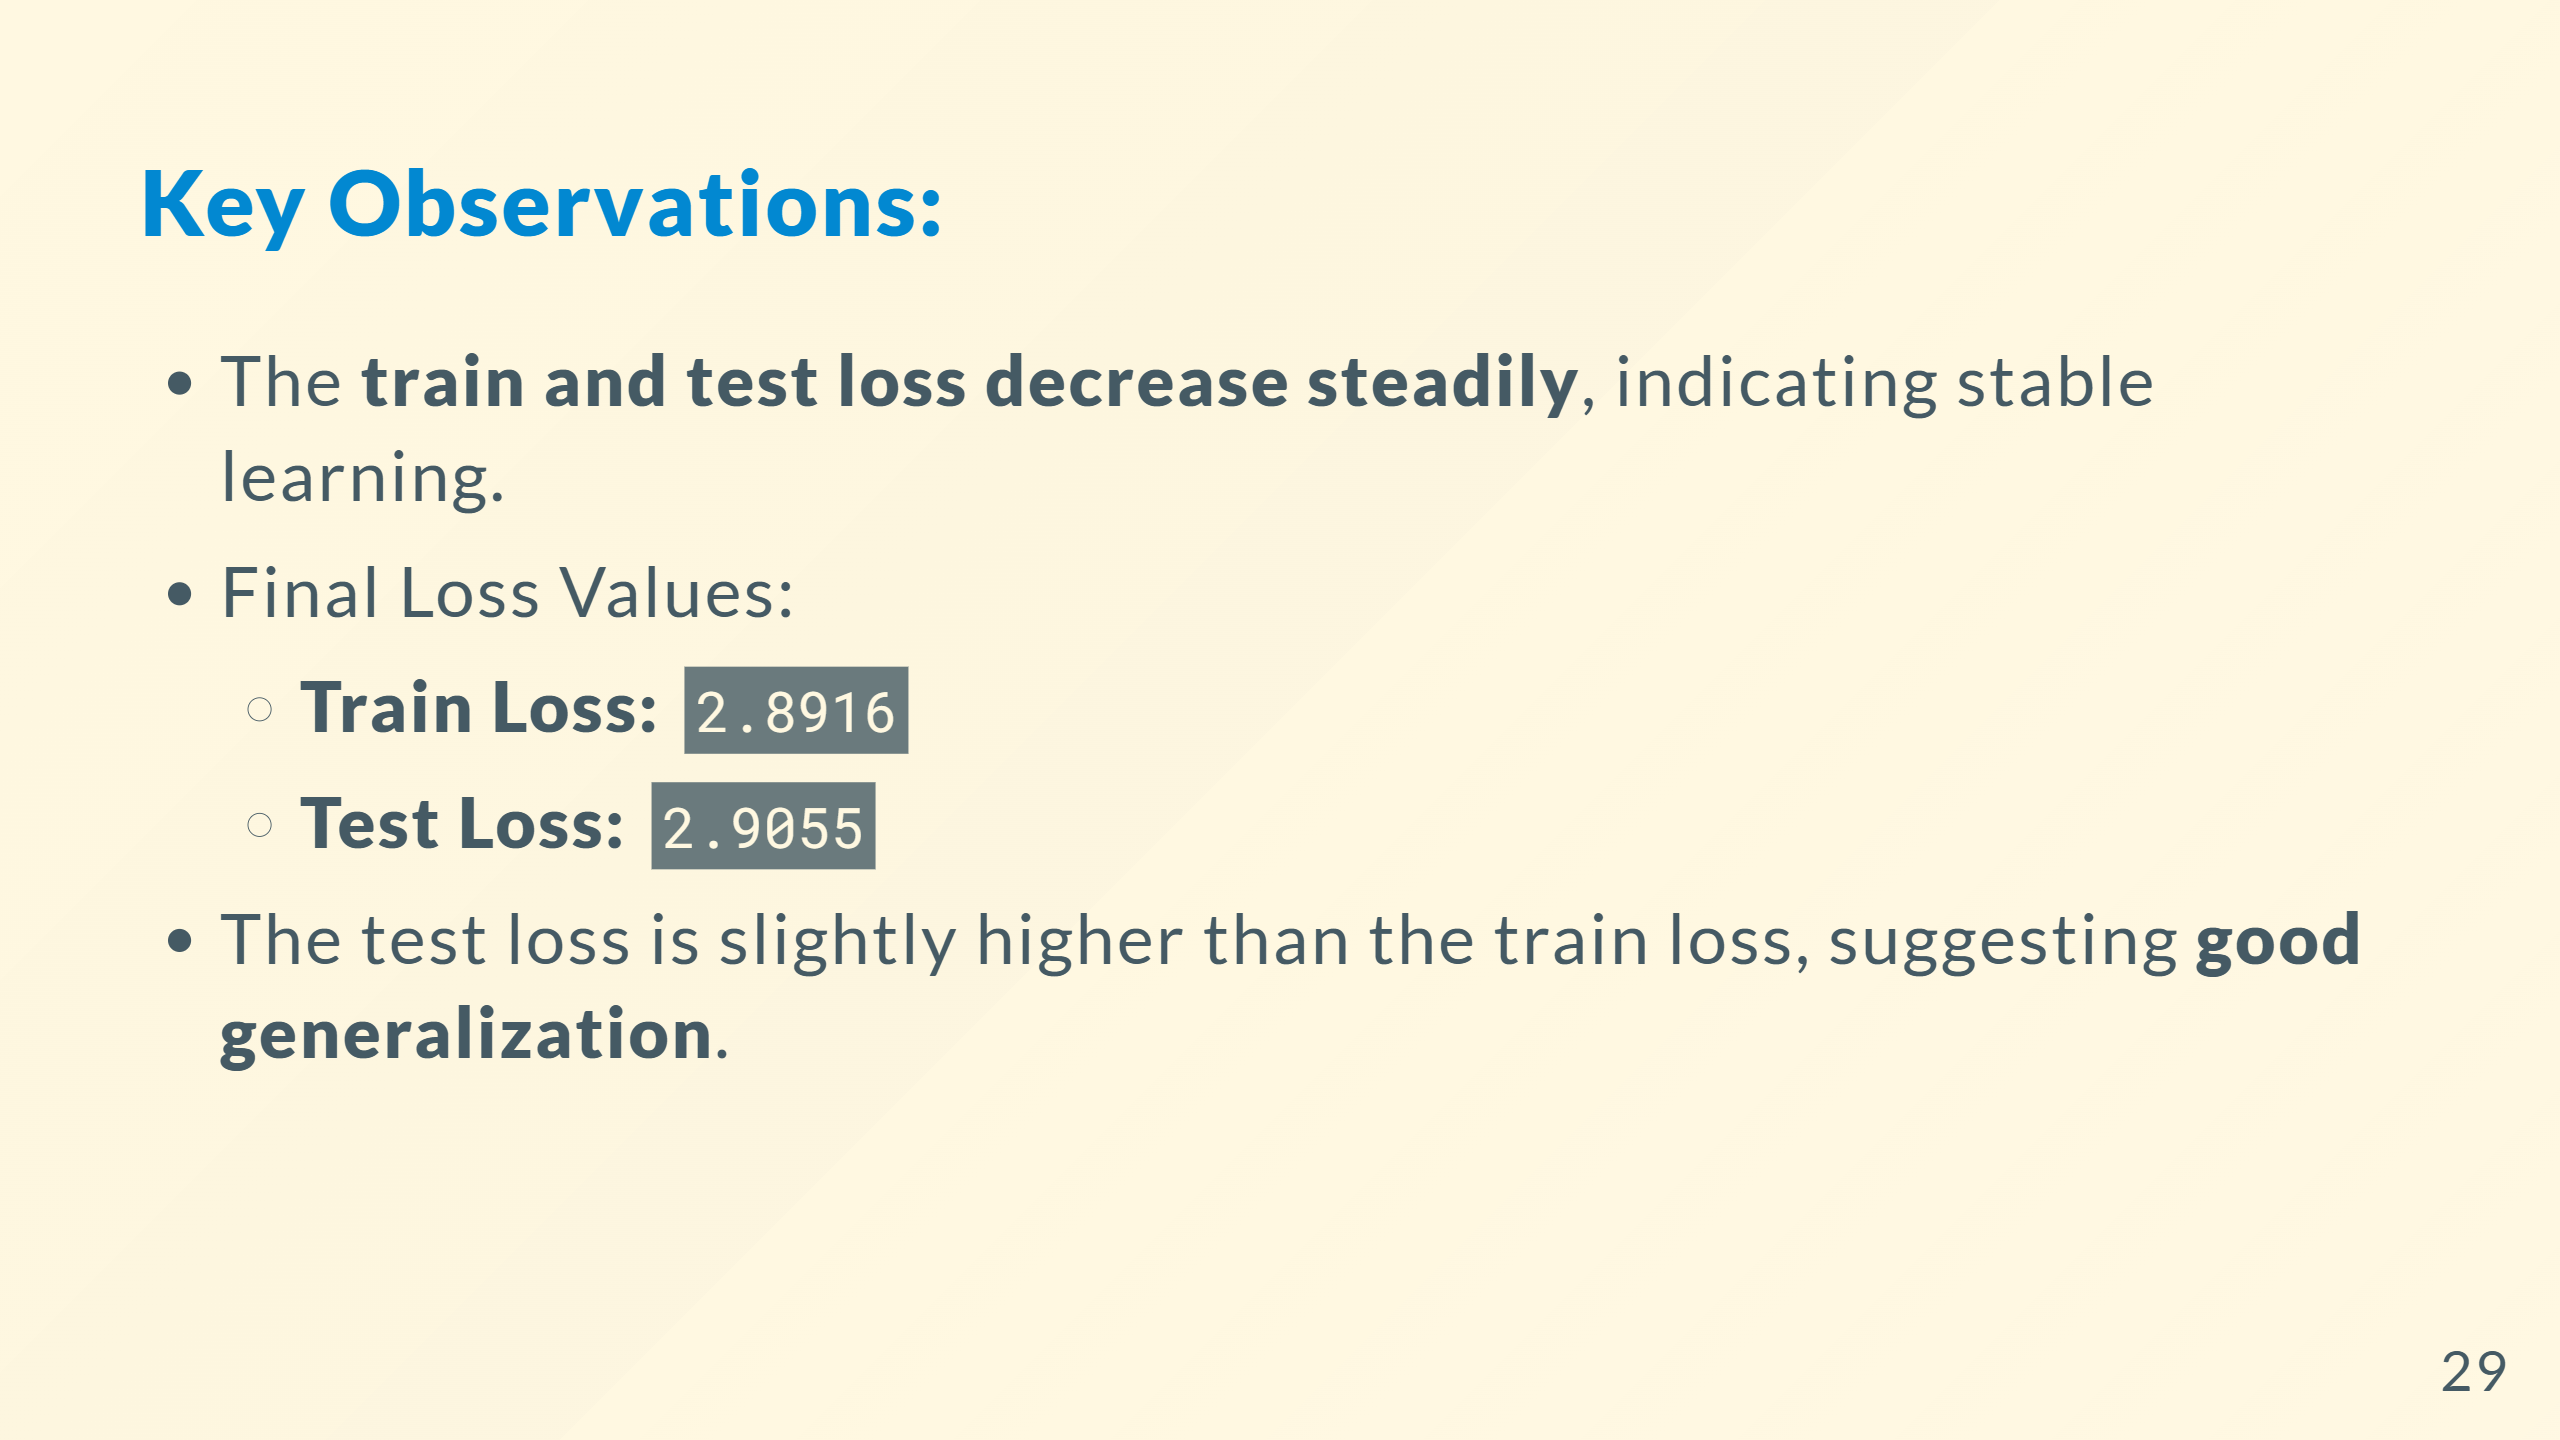 Key Observations:
The train and test loss decrease steadily, indicating stable
learning.
Final Loss Values:
Train Loss: 2.8916
Test Loss: 2.9055
The test loss is slightly higher than the train loss, suggesting good
generalization.
29